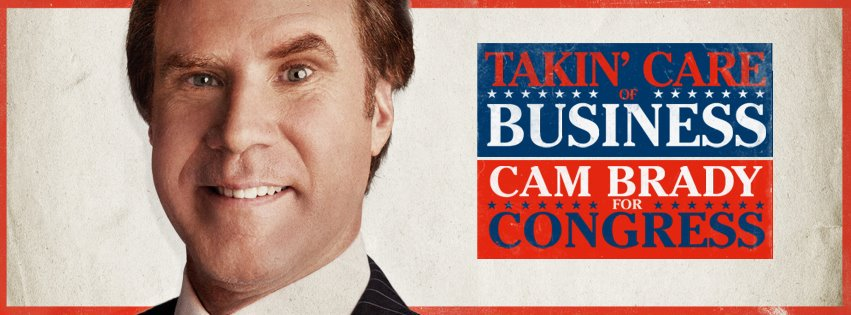 TAKIN' CARE
OF
BUSINESS
CAM BRADY
FOR
CONGRESS